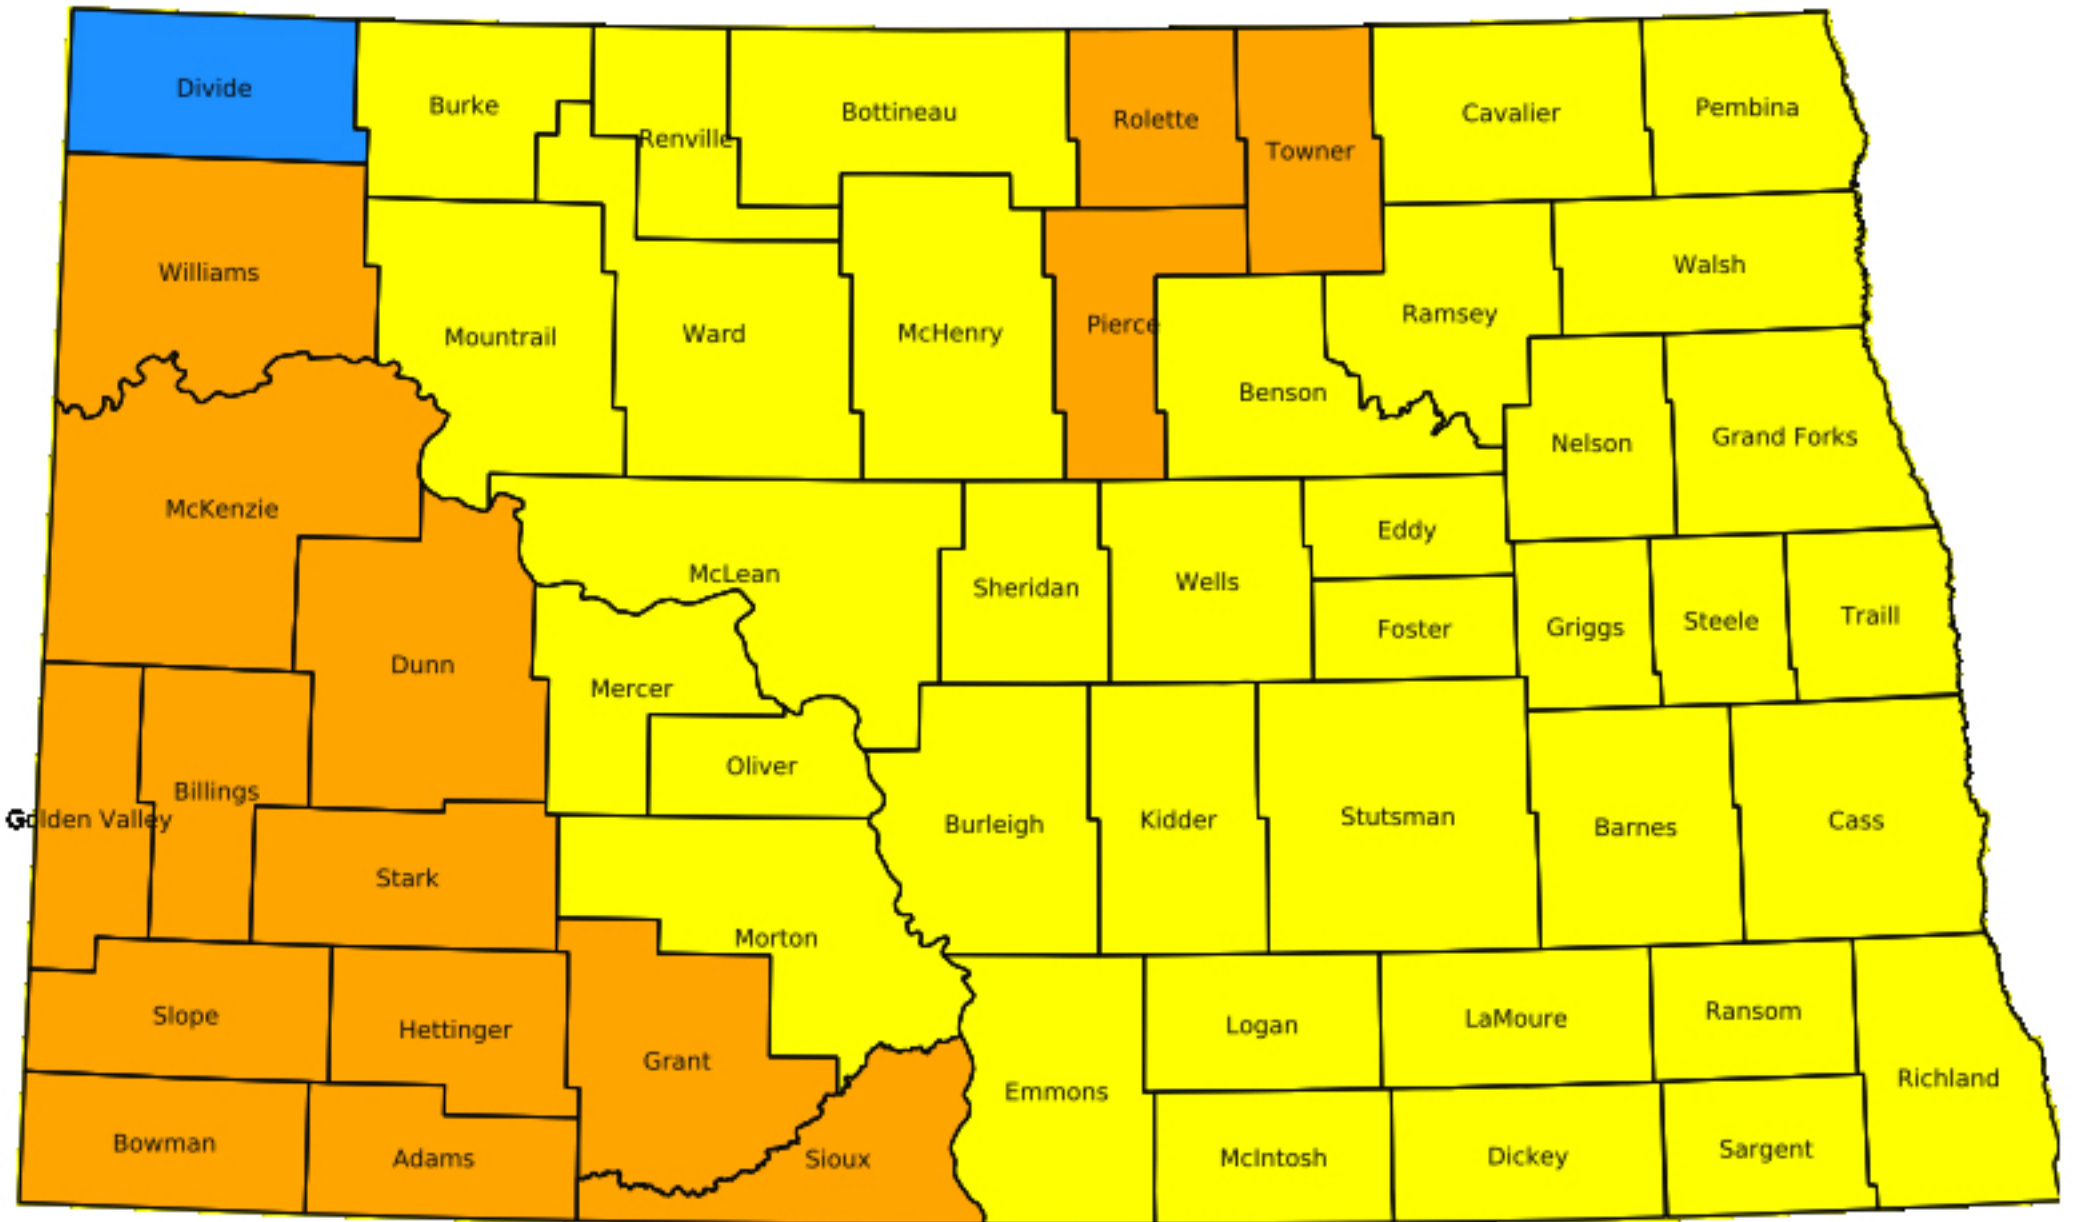 Divide
Burke
Renville
Bottineau
Rolette
Towner
Cavalier
Pembina
Williams
Mountrail
Ward
McHenry
Pierce
Benson
Ramsey
Walsh
Nelson
Grand Forks
McKenzie
McLean
Sheridan
Wells
Eddy
Foster
Griggs
Steele
Traill
Dunn
Mercer
Oliver
Golden Valley
Billings
Stark
Morton
Burleigh
Kidder
Stutsman
Barnes
Cass
Slope
Hettinger
Grant
Emmons
Logan
LaMoure
Ransom
Richland
Bowman
Adams
Sioux
McIntosh
Dickey
Sargent